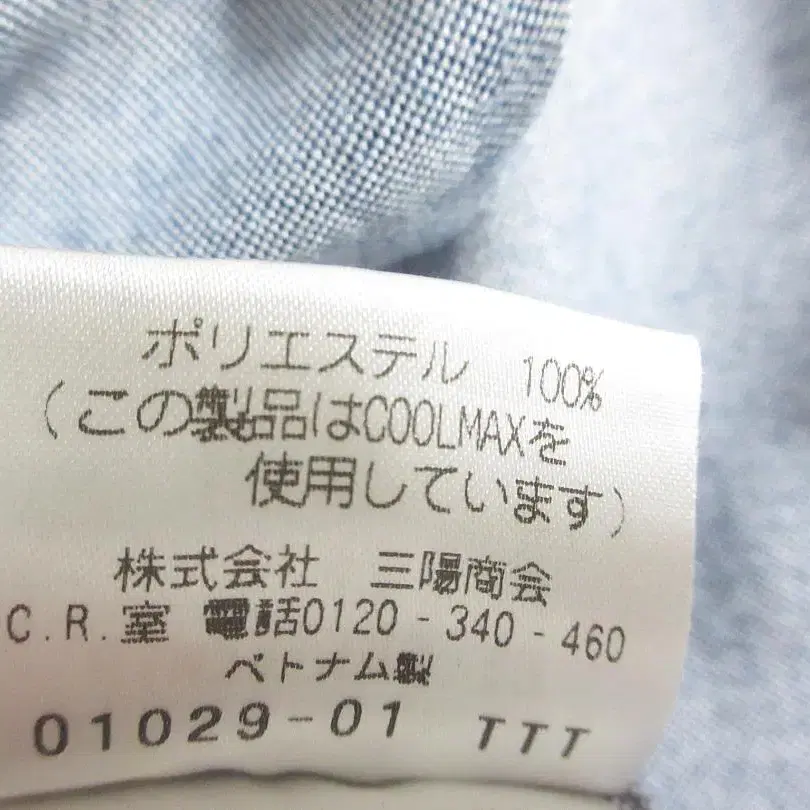 ポリエステル 100%
(この製品はCOOLMAXを
使用しています)
株式会社 三陽商会
C.R.室 電話0120-340-460
ベトナム製
01029-01 TTT